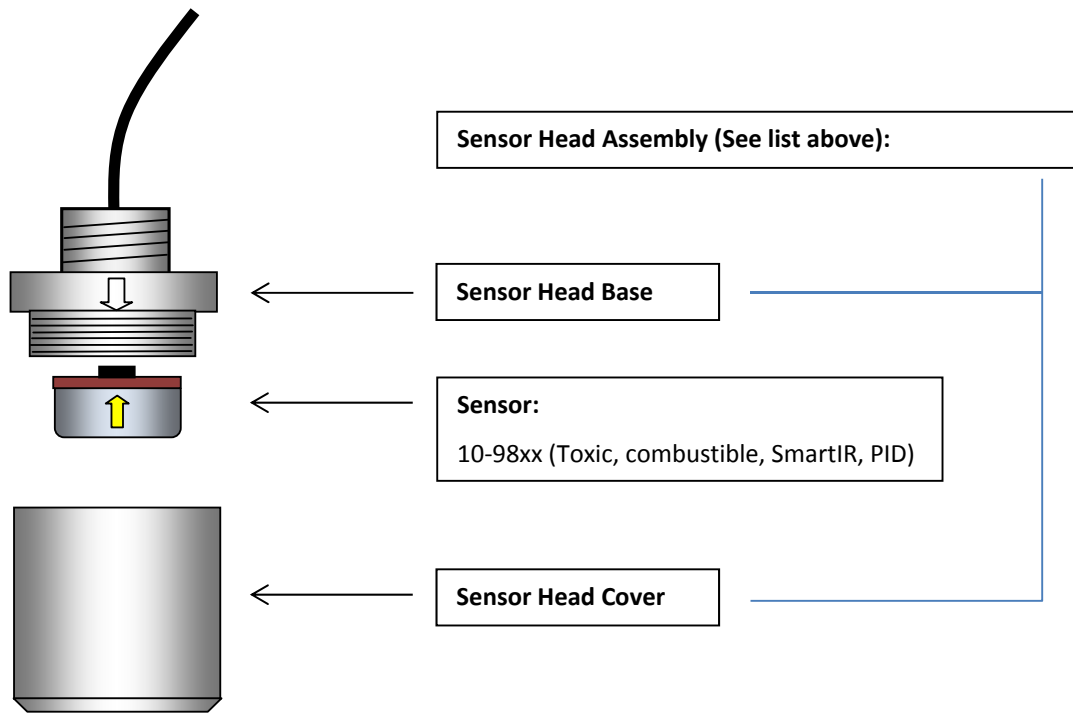 Sensor Head Assembly (See list above):
Sensor Head Base
Sensor:
10-98xx (Toxic, combustible, SmartIR, PID)
Sensor Head Cover